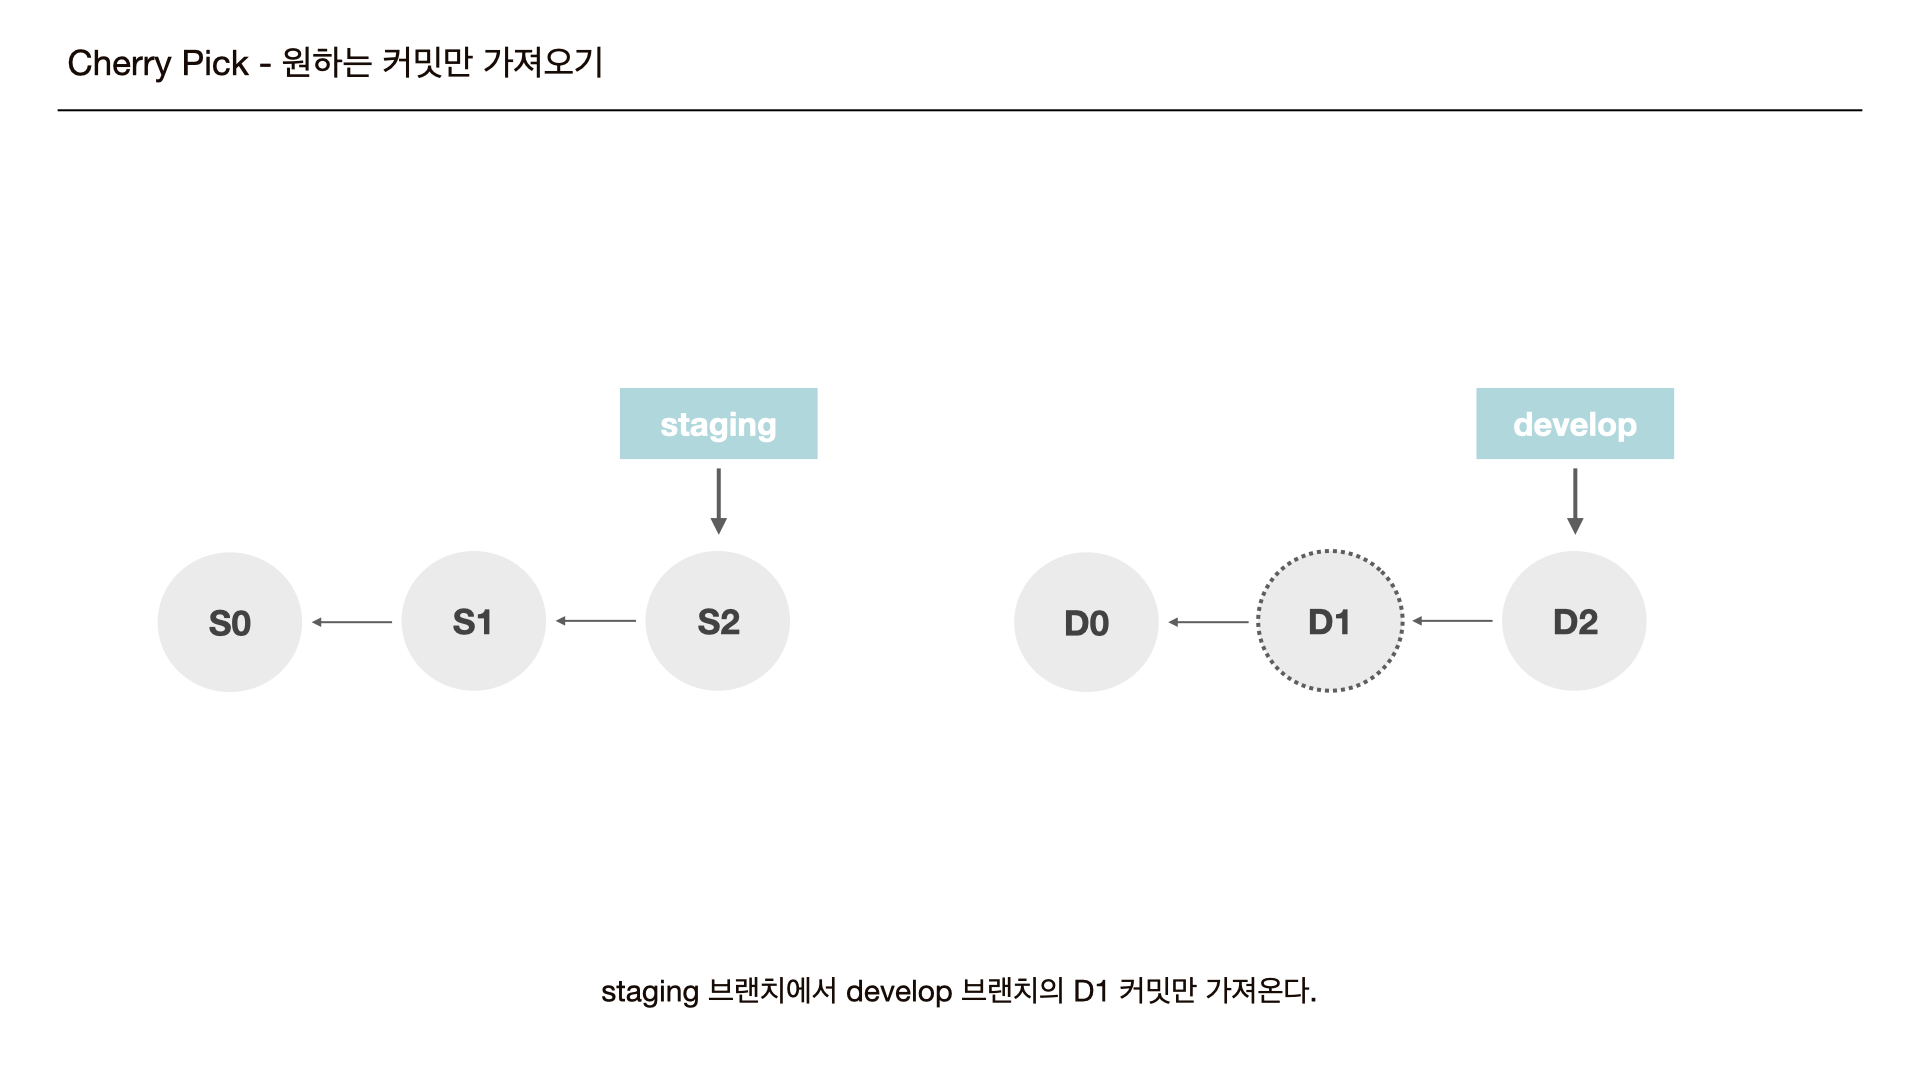 Cherry Pick - 원하는 커밋만 가져오기
staging
develop
S0
S1
S2
D0
D1
D2
staging 브랜치에서 develop 브랜치의 D1 커밋만 가져온다.